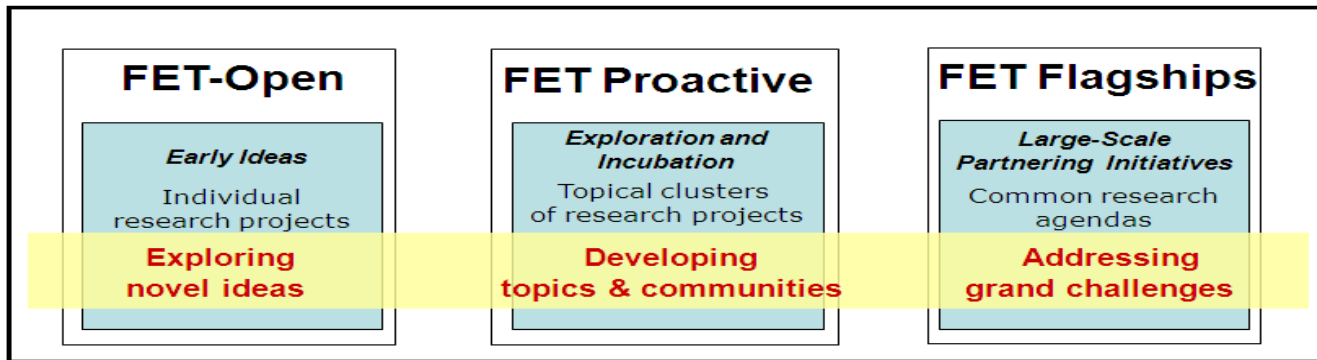 FET-Open
Early Ideas
Individual
research projects
Exploring
novel ideas
FET Proactive
Exploration and
Incubation
Topical clusters
of research projects
Developing
topics & communities
FET Flagships
Large-Scale
Partnering Initiatives
Common research
agendas
Addressing
grand challenges